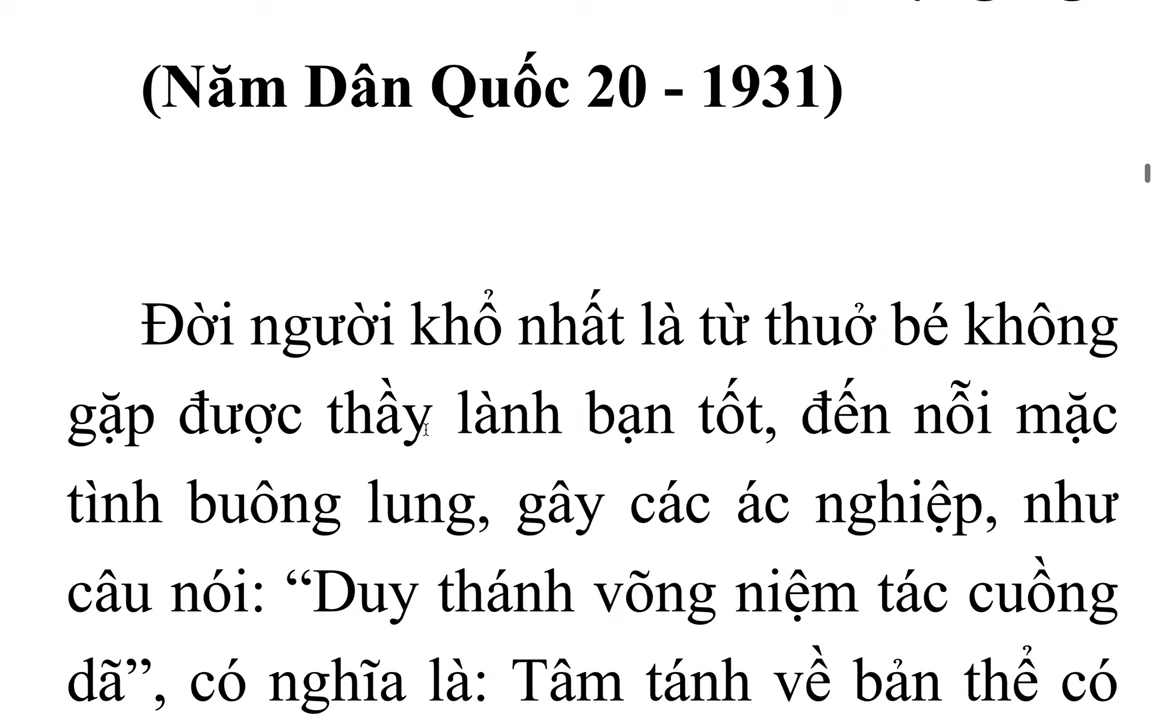 (Năm Dân Quốc 20 - 1931)
Đời người khổ nhất là từ thuở bé không
gặp được thầy lành bạn tốt, đến nỗi mặc
tình buông lung, gây các ác nghiệp, như
câu nói: “Duy thánh võng niệm tác cuồng
dã”, có nghĩa là: Tâm tánh về bản thể có